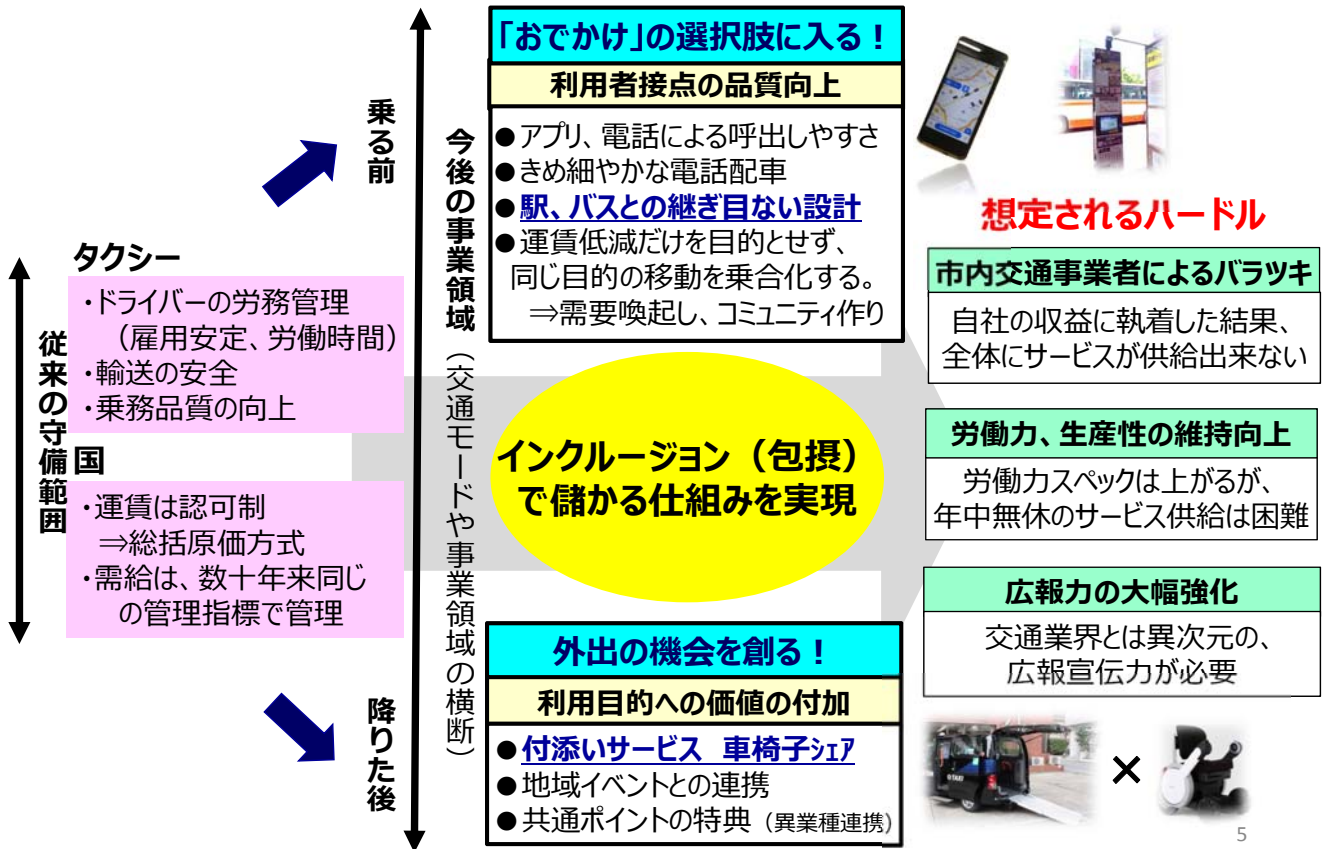 「おでかけ」の選択肢に入る！
利用者接点の品質向上
●アプリ、電話による呼出しやすさ
●きめ細やかな電話配車
●駅、バスとの継ぎ目ない設計
●運賃低減だけを目的とせず、
同じ目的の移動を乗合化する。
⇒需要喚起し、コミュニティ作り
乗る前
今後の事業領域（交通モードや事業領域の横断）
降りた後
従来の守備範囲
タクシー
・ドライバーの労務管理
（雇用安定、労働時間）
・輸送の安全
・乗務品質の向上
国
・運賃は認可制
⇒総括原価方式
・需給は、数十年来同じ
の管理指標で管理
インクルージョン（包摂）
で儲かる仕組みを実現
外出の機会を創る！
利用目的への価値の付加
●付添いサービス 車椅子ｼｪｱ
●地域イベントとの連携
●共通ポイントの特典（異業種連携）
想定されるハードル
市内交通事業者によるバラツキ
自社の収益に執着した結果、
全体にサービスが供給出来ない
労働力、生産性の維持向上
労働力スペックは上がるが、
年中無休のサービス供給は困難
広報力の大幅強化
交通業界とは異次元の、
広報宣伝力が必要
×
5